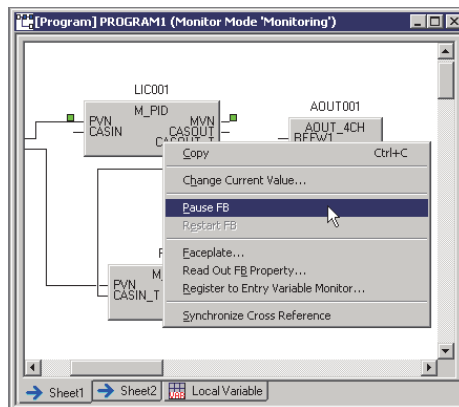 [Program] PROGRAM1 (Monitor Mode 'Monitoring')
LIC001
M_PID
PVN MVN
CASIN CASOUT
CASOUT_T
AOUT001
AOUT_4CH
Copy Ctrl+C
Change Current Value...
Pause FB
Restart FB
Faceplate...
Read Out FB Property...
Register to Entry Variable Monitor...
Synchronize Cross Reference
PVN
CASIN_T
Sheet1 Sheet2 Local Variable